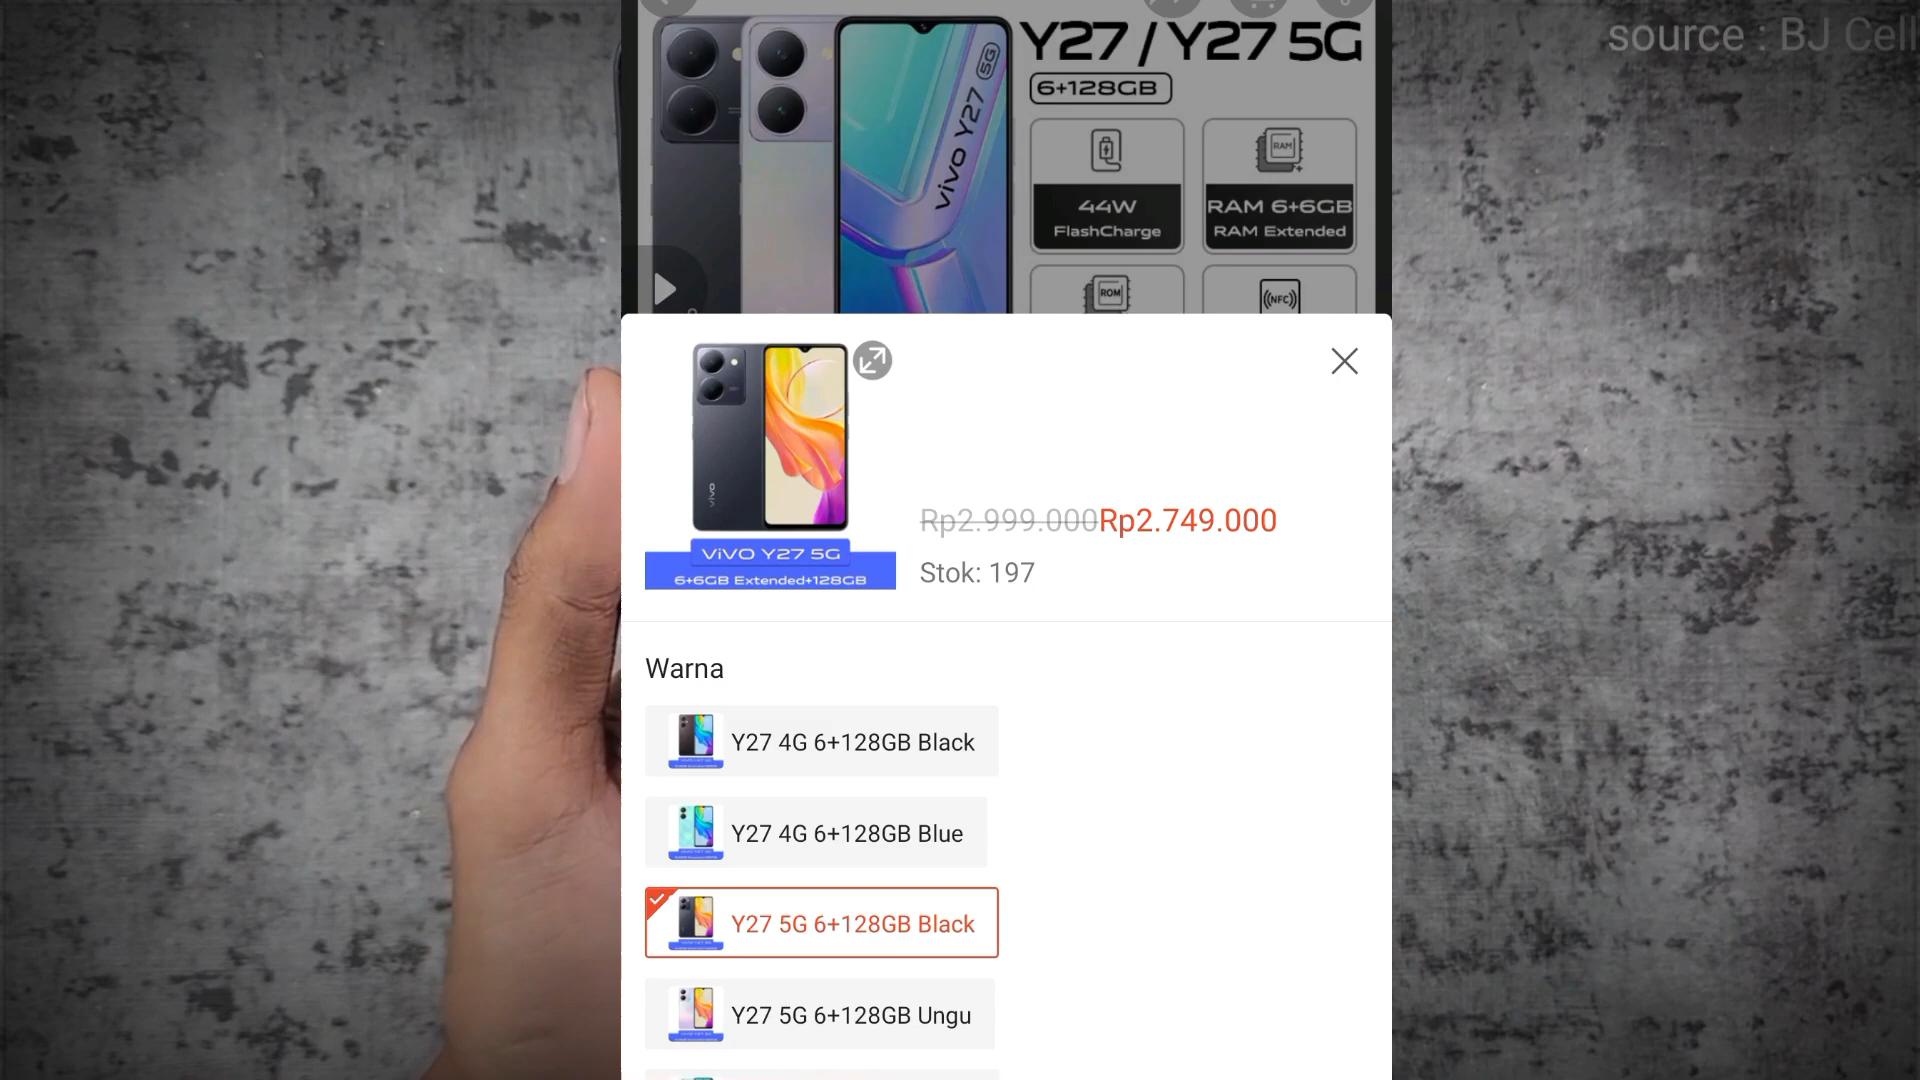 source : BJ Cell
Y27 / Y27 5G
6+128GB
vivo Y27 5G
44W
FlashCharge
RAM
RAM 6+6GB
RAM Extended
ROM
NFC
vivo
ViVO Y27 5G
6+6GB Extended+128GB
Rp2.999.000Rp2.749.000
Stok: 197
Warna
Y27 4G 6+128GB Black
Y27 4G 6+128GB Blue
Y27 5G 6+128GB Black
Y27 5G 6+128GB Ungu